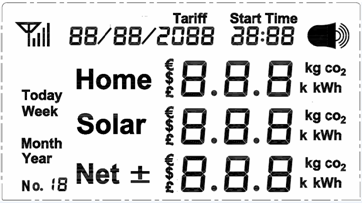 Tariff Start Time
88/88/2088 28:88
Home €$£ 8.8.8 kg co₂ k kWh
Today
Week
Solar €$£ 8.8.8 kg co₂ k kWh
Month
Year
Net ± €$£ 8.8.8 kg co₂ k kWh
No. 18